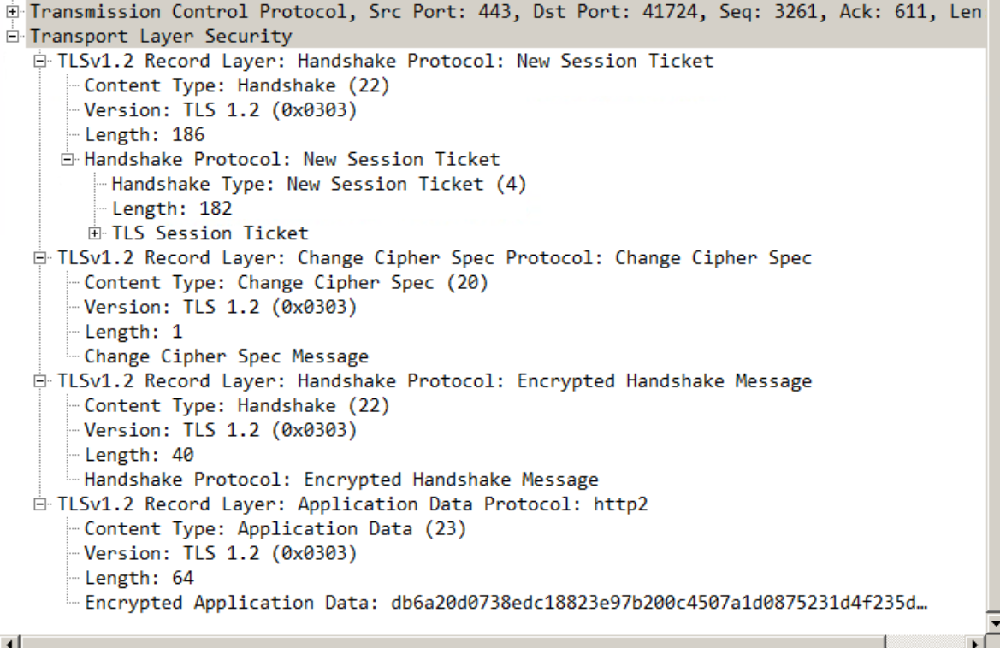 Transmission Control Protocol, Src Port: 443, Dst Port: 41724, Seq: 3261, Ack: 611, Len
Transport Layer Security
TLSv1.2 Record Layer: Handshake Protocol: New Session Ticket
Content Type: Handshake (22)
Version: TLS 1.2 (0x0303)
Length: 186
Handshake Protocol: New Session Ticket
Handshake Type: New Session Ticket (4)
Length: 182
TLS Session Ticket
TLSv1.2 Record Layer: Change Cipher Spec Protocol: Change Cipher Spec
Content Type: Change Cipher Spec (20)
Version: TLS 1.2 (0x0303)
Length: 1
Change Cipher Spec Message
TLSv1.2 Record Layer: Handshake Protocol: Encrypted Handshake Message
Content Type: Handshake (22)
Version: TLS 1.2 (0x0303)
Length: 40
Handshake Protocol: Encrypted Handshake Message
TLSv1.2 Record Layer: Application Data Protocol: http2
Content Type: Application Data (23)
Version: TLS 1.2 (0x0303)
Length: 64
Encrypted Application Data: db6a20d0738edc18823e97b200c4507a1d0875231d4f235d…